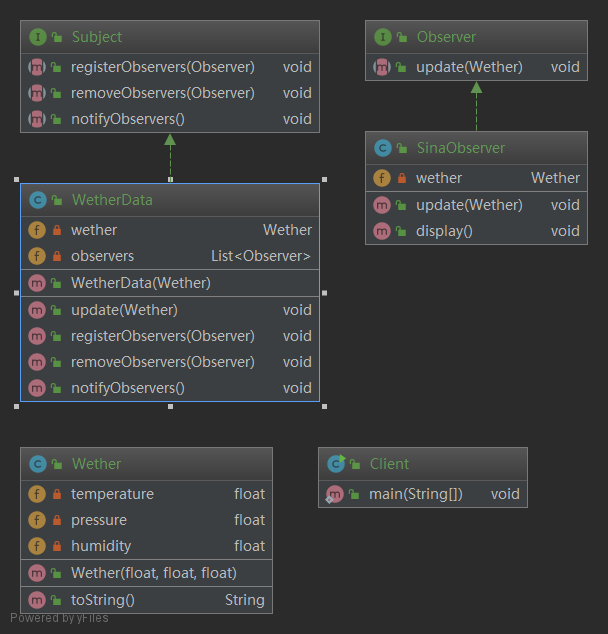 Subject
registerObservers(Observer) void
removeObservers(Observer) void
notifyObservers() void
Observer
update(Wether) void
SinaObserver
wether Wether
update(Wether) void
display() void
WetherData
wether Wether
observers List<Observer>
WetherData(Wether)
update(Wether) void
registerObservers(Observer) void
removeObservers(Observer) void
notifyObservers() void
Wether
temperature float
pressure float
humidity float
Wether(float, float, float)
toString() String
Client
main(String[]) void
Powered by yFiles